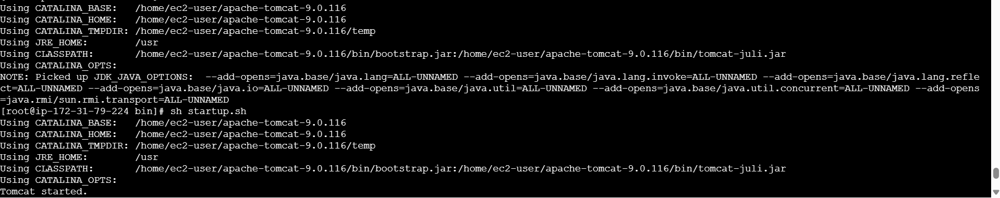 Using CATALINA_BASE:   /home/ec2-user/apache-tomcat-9.0.116
Using CATALINA_HOME:   /home/ec2-user/apache-tomcat-9.0.116
Using CATALINA_TMPDIR: /home/ec2-user/apache-tomcat-9.0.116/temp
Using JRE_HOME:        /usr
Using CLASSPATH:       /home/ec2-user/apache-tomcat-9.0.116/bin/bootstrap.jar:/home/ec2-user/apache-tomcat-9.0.116/bin/tomcat-juli.jar
Using CATALINA_OPTS:
NOTE: Picked up JDK_JAVA_OPTIONS:  --add-opens=java.base/java.lang=ALL-UNNAMED --add-opens=java.base/java.lang.invoke=ALL-UNNAMED --add-opens=java.base/java.lang.refle
ct=ALL-UNNAMED --add-opens=java.base/java.io=ALL-UNNAMED --add-opens=java.base/java.util=ALL-UNNAMED --add-opens=java.base/java.util.concurrent=ALL-UNNAMED --add-opens
=java.rmi/sun.rmi.transport=ALL-UNNAMED
[root@ip-172-31-79-224 bin]# sh startup.sh
Using CATALINA_BASE:   /home/ec2-user/apache-tomcat-9.0.116
Using CATALINA_HOME:   /home/ec2-user/apache-tomcat-9.0.116
Using CATALINA_TMPDIR: /home/ec2-user/apache-tomcat-9.0.116/temp
Using JRE_HOME:        /usr
Using CLASSPATH:       /home/ec2-user/apache-tomcat-9.0.116/bin/bootstrap.jar:/home/ec2-user/apache-tomcat-9.0.116/bin/tomcat-juli.jar
Using CATALINA_OPTS:
Tomcat started.